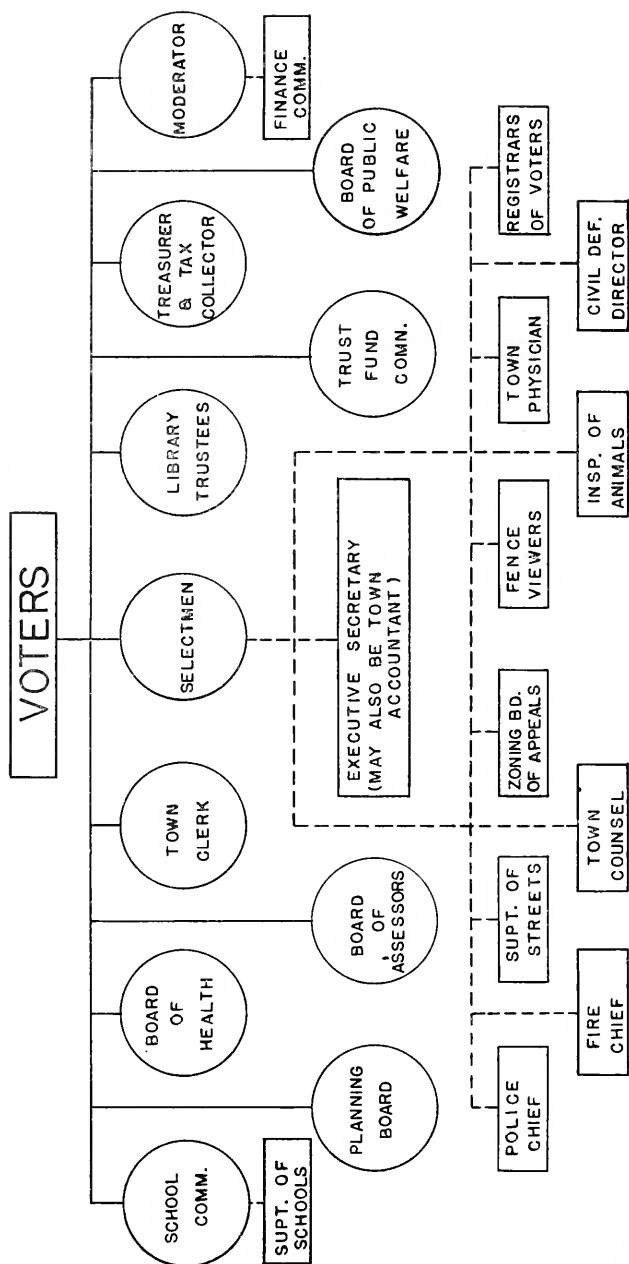 VOTERS
SCHOOL
COMM.
BOARD
OF
HEALTH
TOWN
CLERK
SELECTMEN
LIBRARY
TRUSTEES
TREASURER
& TAX
COLLECTOR
MODERATOR
SUPT. OF
SCHOOLS
FINANCE
COMM.
PLANNING
BOARD
BOARD
OF
ASSESSORS
TRUST
FUND
COMN.
BOARD
OF PUBLIC
WELFARE
EXECUTIVE SECRETARY
(MAY ALSO BE TOWN
ACCOUNTANT)
POLICE
CHIEF
SUPT. OF
STREETS
ZONING BD.
OF APPEALS
FENCE
VIEWERS
TOWN
PHYSICIAN
REGISTRARS
OF VOTERS
FIRE
CHIEF
TOWN
COUNSEL
INSP. OF
ANIMALS
CIVIL DEF.
DIRECTOR